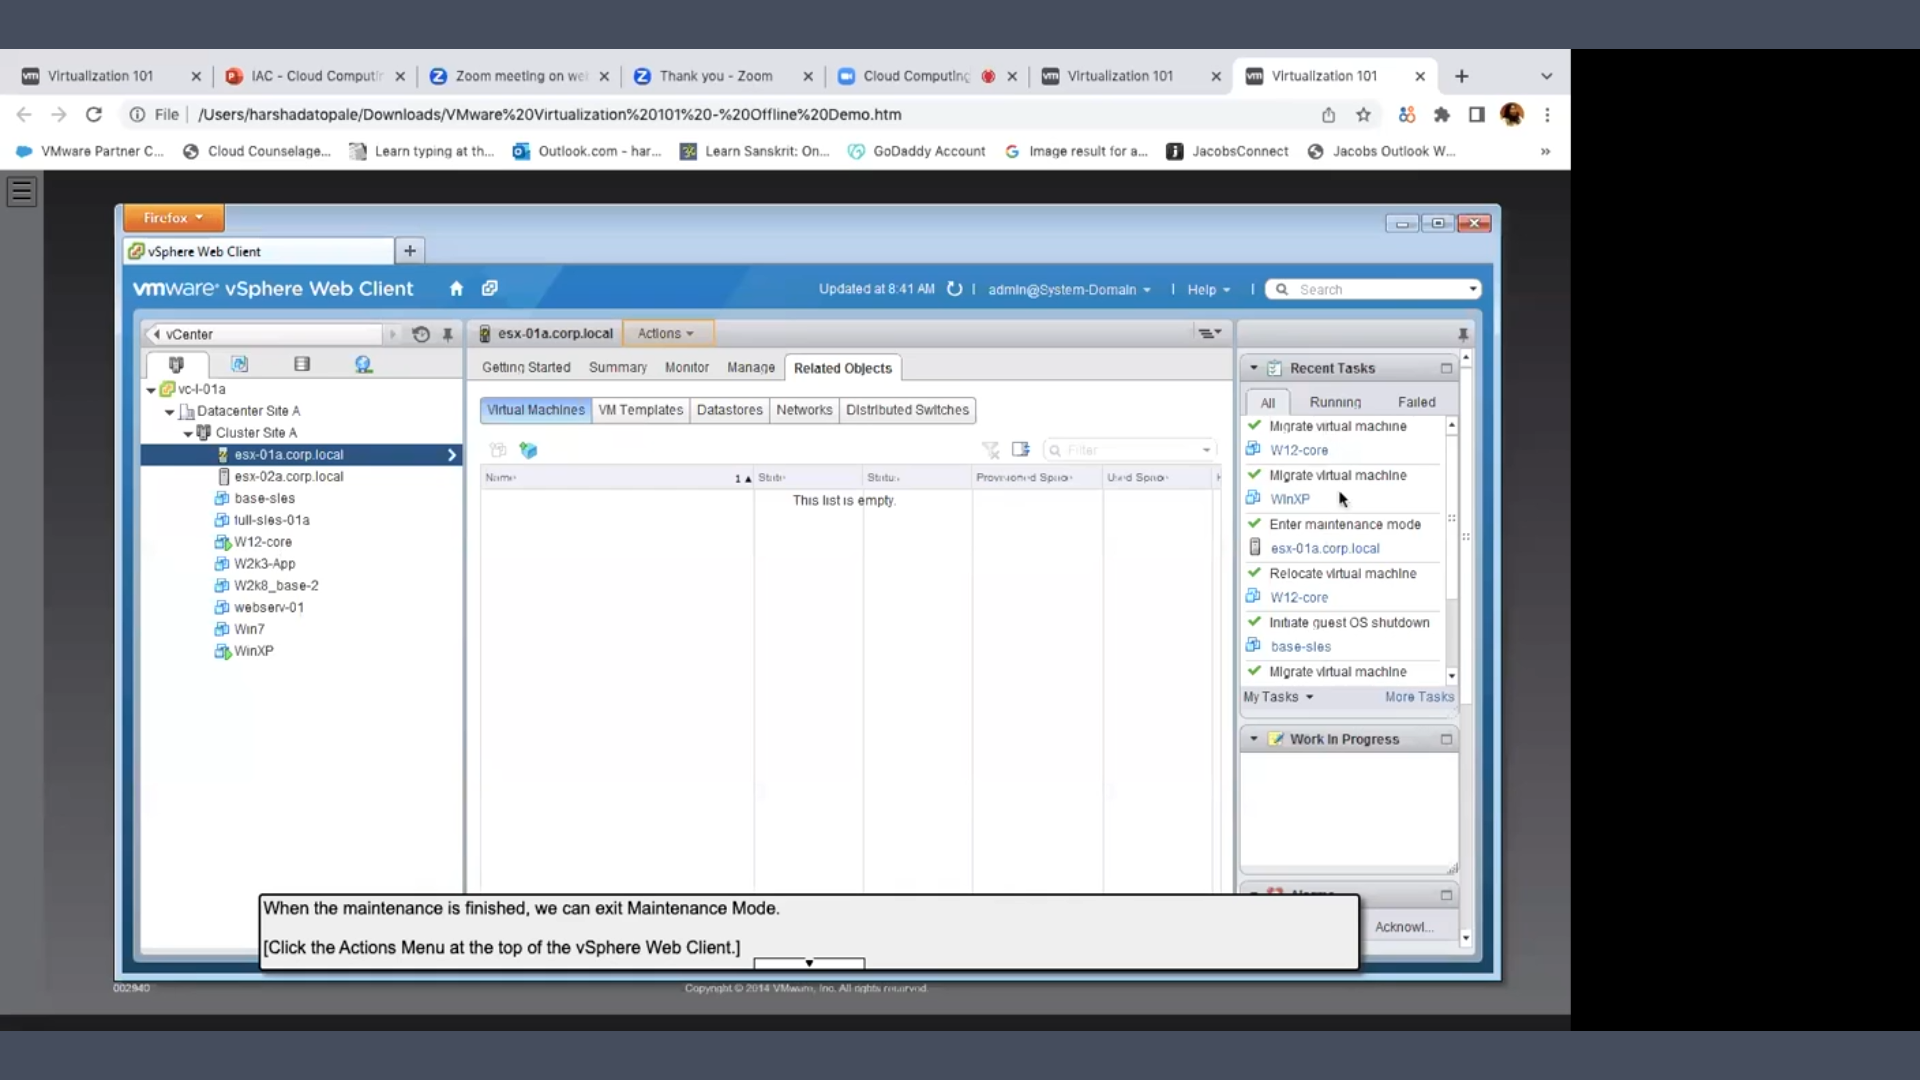 Virtualization 101
IAC - Cloud Computin
Zoom meeting on we
Thank you - Zoom
Cloud Computing
Virtualization 101
Virtualization 101
File
/Users/harshadatopale/Downloads/VMware%20Virtualization%20101%20-%20Offline%20Demo.htm
VMware Partner C...
Cloud Counselage...
Learn typing at th...
Outlook.com - har...
Learn Sanskrit: On...
GoDaddy Account
Image result for a...
JacobsConnect
Jacobs Outlook W...
Firefox
vSphere Web Client
vmware vSphere Web Client
Updated at 8:41 AM
admin@System-Domain
Help
Search
vCenter
vc-l-01a
Datacenter Site A
Cluster Site A
esx-01a.corp.local
esx-02a.corp.local
base-sles
full-sles-01a
W12-core
W2k3-App
W2k8_base-2
webserv-01
Win7
WinXP
esx-01a.corp.local
Actions
Getting Started Summary Monitor Manage Related Objects
Virtual Machines VM Templates Datastores Networks Distributed Switches
Filter
Name 1 State Status Provisioned Space Used Space
This list is empty.
Recent Tasks
All Running Failed
Migrate virtual machine
W12-core
Migrate virtual machine
WinXP
Enter maintenance mode
esx-01a.corp.local
Relocate virtual machine
W12-core
Initiate guest OS shutdown
base-sles
Migrate virtual machine
My Tasks More Tasks
Work In Progress
Acknowl...
When the maintenance is finished, we can exit Maintenance Mode.
[Click the Actions Menu at the top of the vSphere Web Client.]
002940
Copyright © 2014 VMware, Inc. All rights reserved.